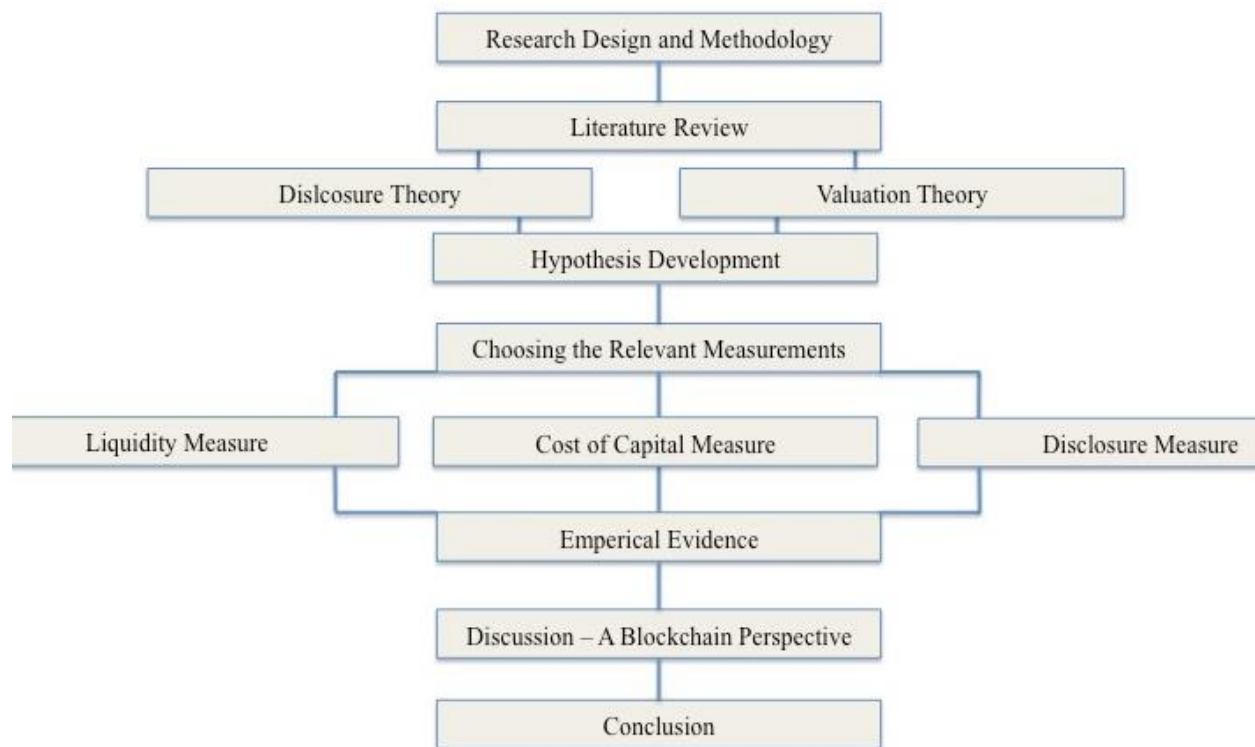 Research Design and Methodology
Literature Review
Dislcosure Theory
Valuation Theory
Hypothesis Development
Choosing the Relevant Measurements
Liquidity Measure
Cost of Capital Measure
Disclosure Measure
Emperical Evidence
Discussion – A Blockchain Perspective
Conclusion